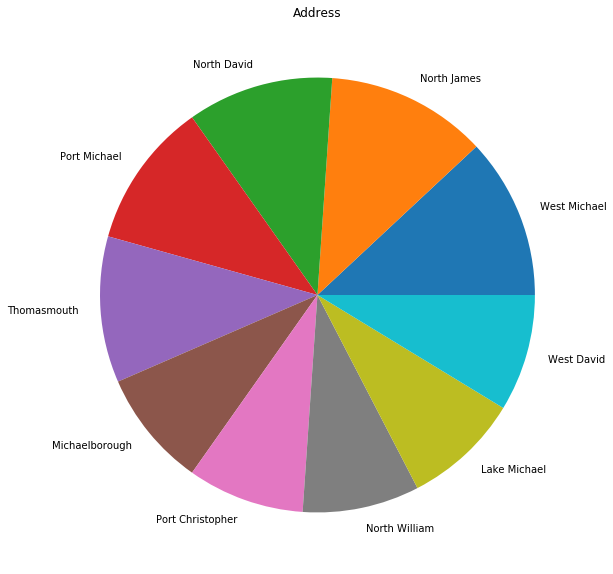 Address
North David
North James
Port Michael
West Michael
Thomasmouth
West David
Michaelborough
Lake Michael
Port Christopher
North William